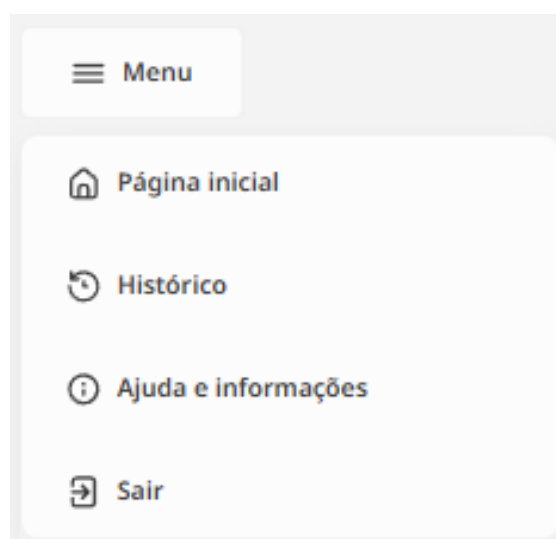 Menu
Página inicial
Histórico
Ajuda e informações
Sair